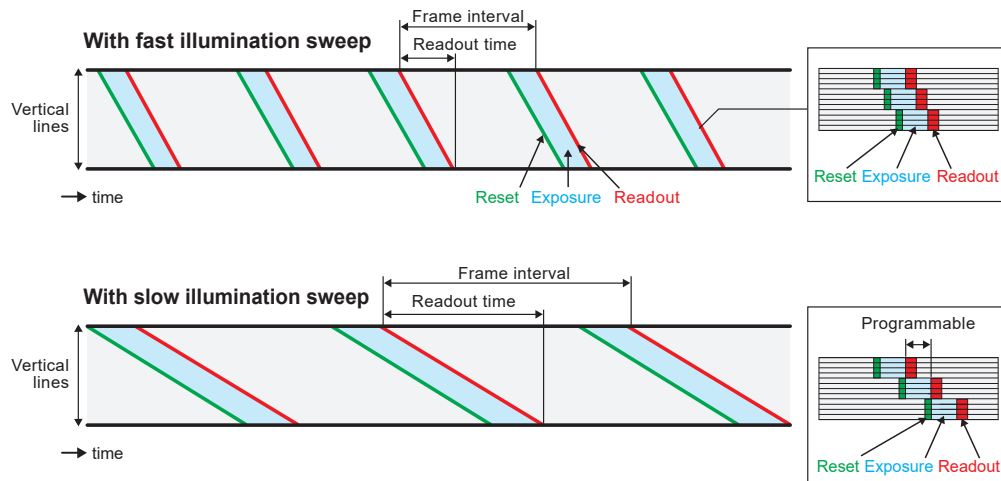 Frame interval
With fast illumination sweep
Readout time
Vertical
lines
time
Reset Exposure Readout
Reset Exposure Readout
Frame interval
With slow illumination sweep
Readout time
Programmable
Vertical
lines
time
Reset Exposure Readout